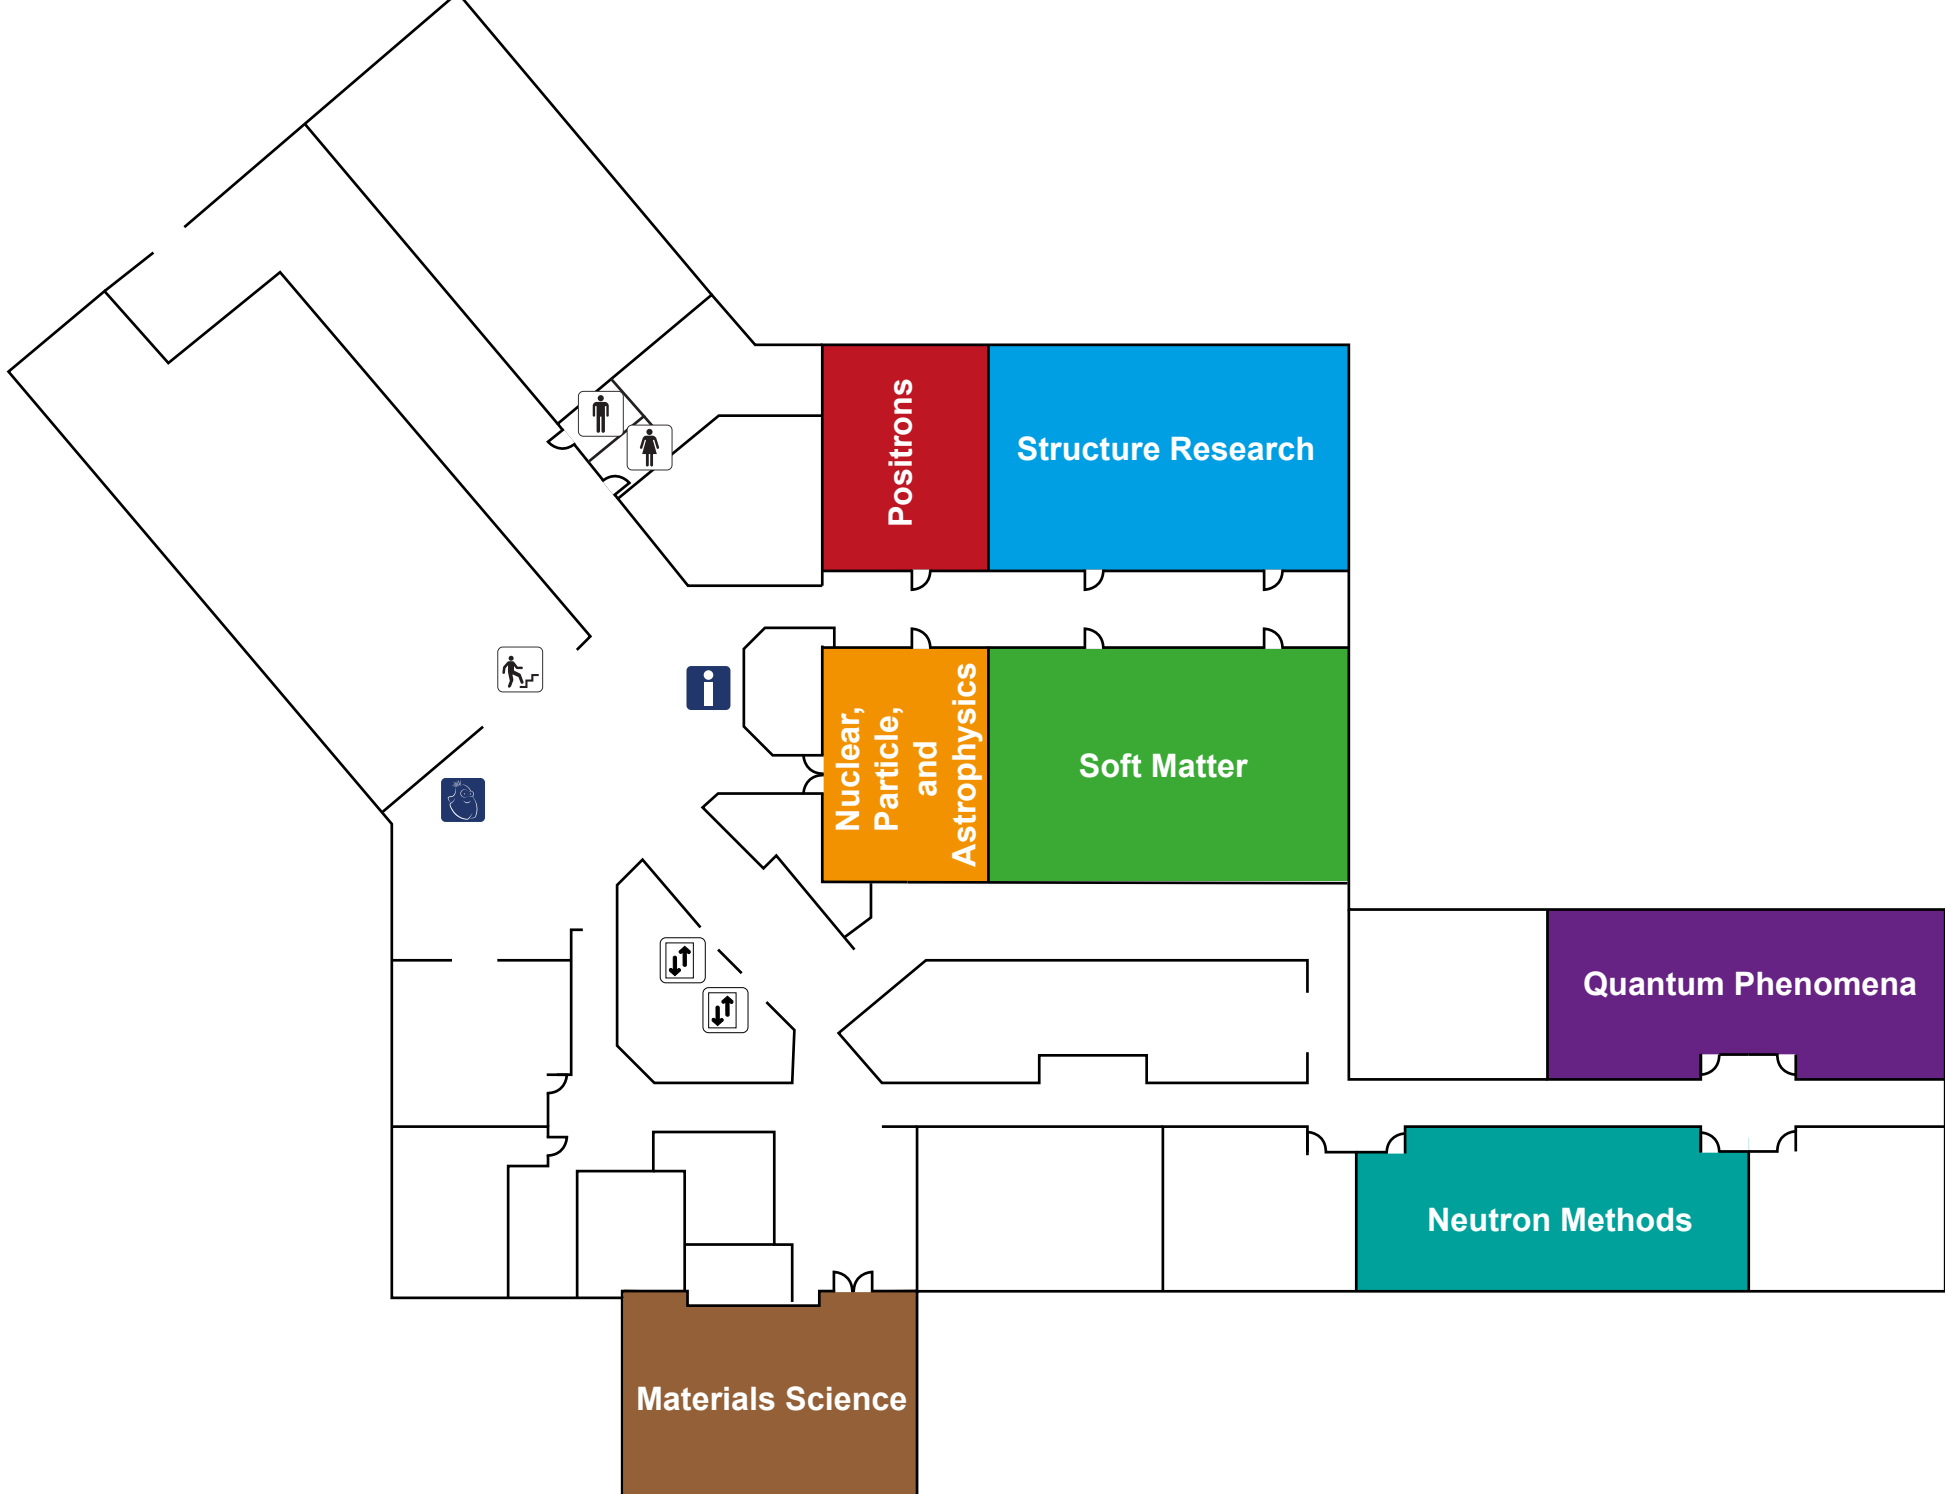 Positrons
Structure Research
Nuclear,
Particle,
and
Astrophysics
Soft Matter
Quantum Phenomena
Neutron Methods
Materials Science